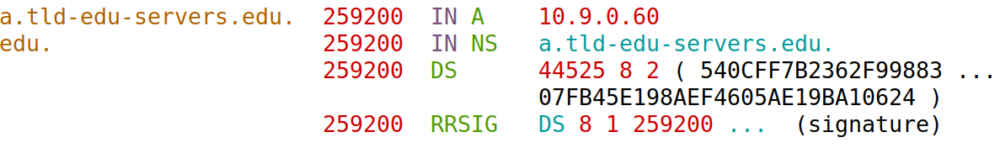 a.tld-edu-servers.edu. 259200 IN A 10.9.0.60
edu. 259200 IN NS a.tld-edu-servers.edu.
259200 DS 44525 8 2 ( 540CFF7B2362F99883 ...
07FB45E198AEF4605AE19BA10624 )
259200 RRSIG DS 8 1 259200 ... (signature)